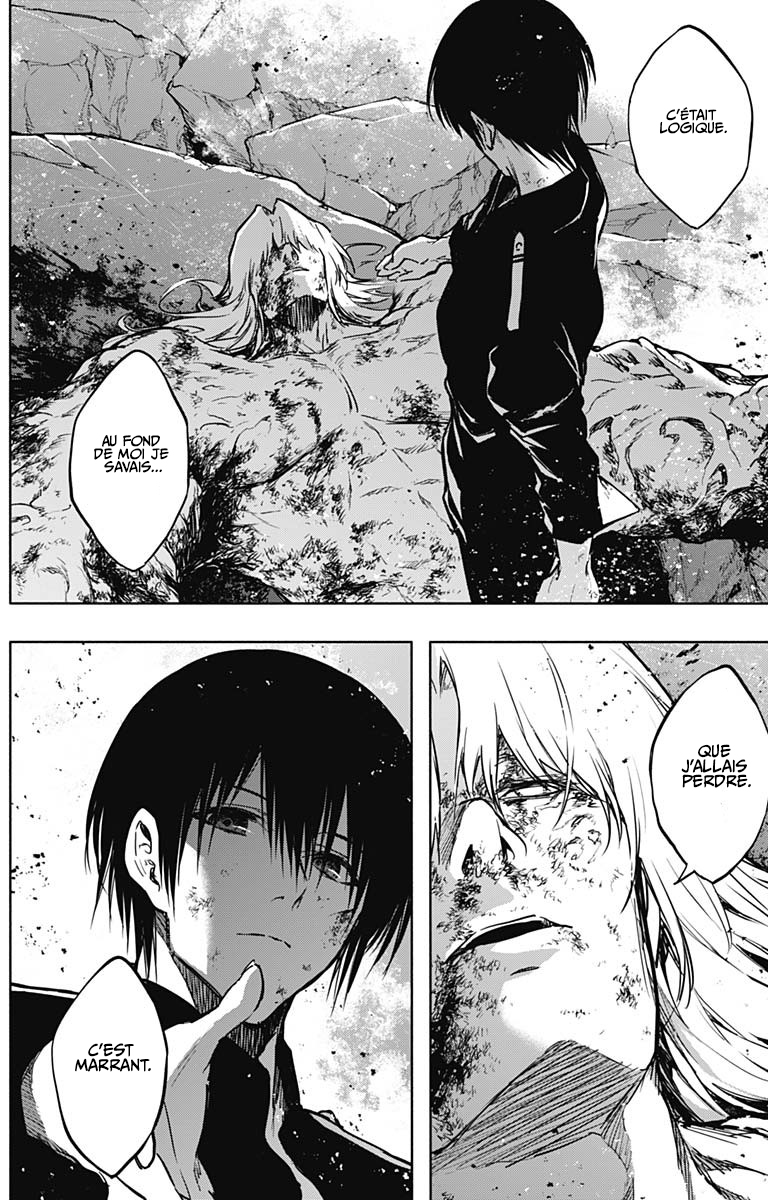 C'ÉTAIT
LOGIQUE.
AU FOND
DE MOI JE
SAVAIS...
QUE
J'ALLAIS
PERDRE.
C'EST
MARRANT.